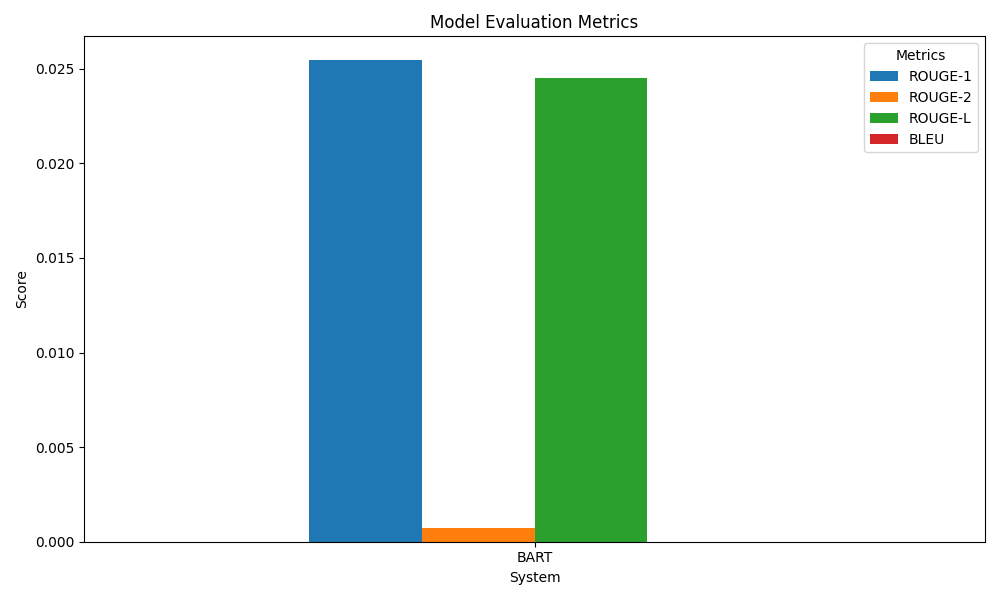 Model Evaluation Metrics
Metrics
ROUGE-1
ROUGE-2
ROUGE-L
BLEU
Score
0.025
0.020
0.015
0.010
0.005
0.000
BART
System